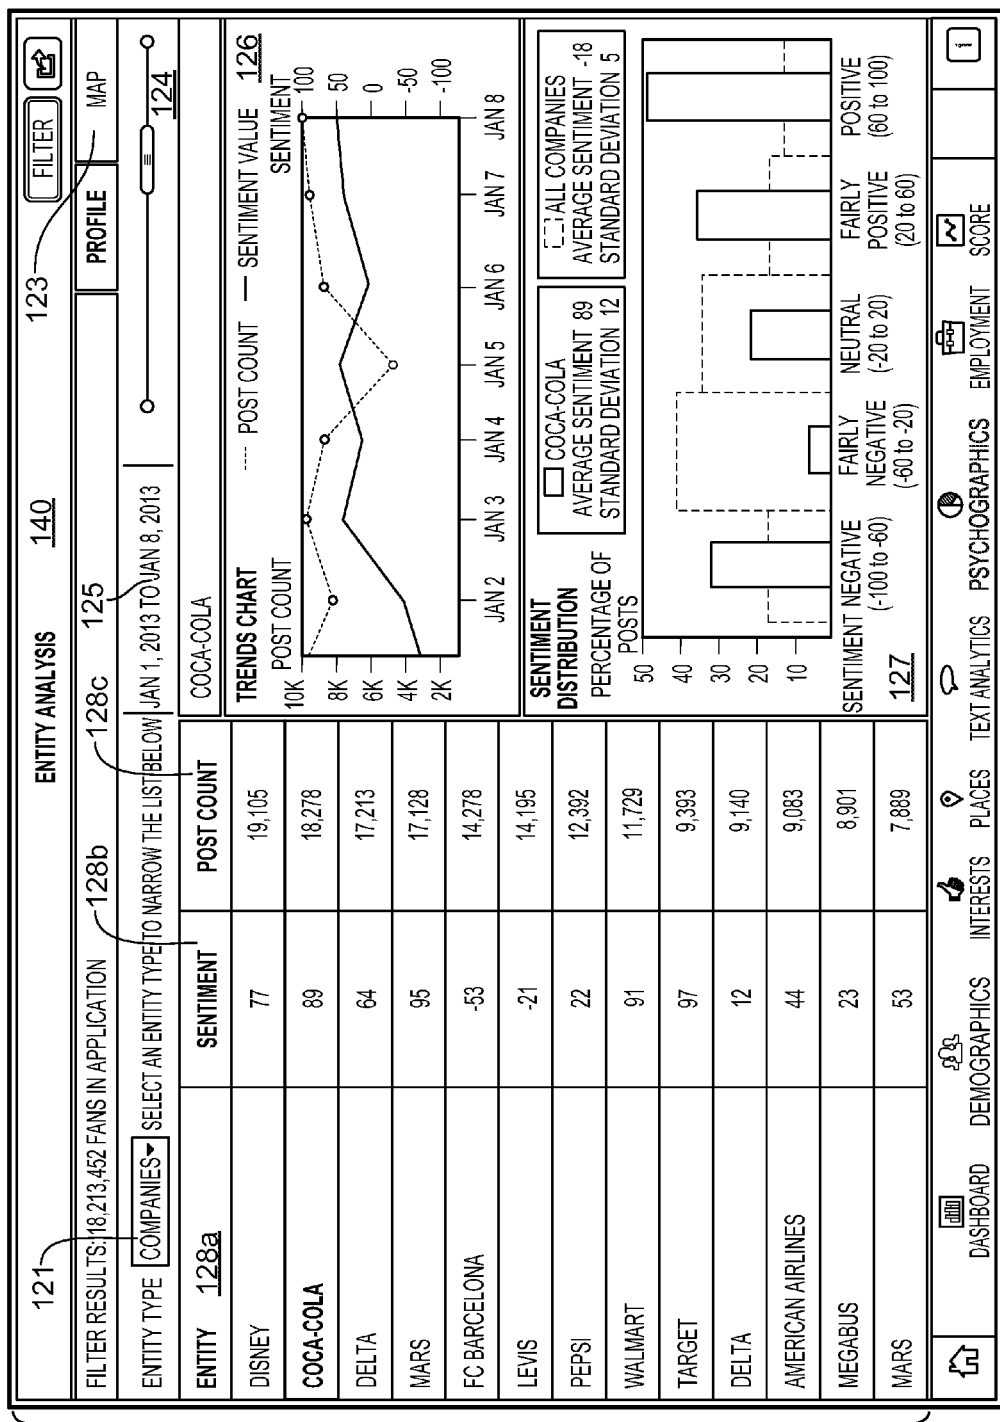 ENTITY ANALYSIS
140
FILTER
121
128b
128c
125
123
FILTER RESULTS: 18,213,452 FANS IN APPLICATION
PROFILE
MAP
ENTITY TYPE COMPANIES SELECT AN ENTITY TYPE TO NARROW THE LIST BELOW JAN 1, 2013 TO JAN 8, 2013
124
ENTITY 128a SENTIMENT POST COUNT
DISNEY 77 19,105
COCA-COLA 89 18,278
DELTA 64 17,213
MARS 95 17,128
FC BARCELONA -53 14,278
LEVIS -21 14,195
PEPSI 22 12,392
WALMART 91 11,729
TARGET 97 9,393
DELTA 12 9,140
AMERICAN AIRLINES 44 9,083
MEGABUS 23 8,901
MARS 53 7,889
COCA-COLA
TRENDS CHART POST COUNT SENTIMENT VALUE 126
POST COUNT SENTIMENT
10K 100
8K 50
6K 0
4K -50
2K -100
JAN 2 JAN 3 JAN 4 JAN 5 JAN 6 JAN 7 JAN 8
SENTIMENT
DISTRIBUTION
PERCENTAGE OF
POSTS
COCA-COLA
AVERAGE SENTIMENT 89
STANDARD DEVIATION 12
ALL COMPANIES
AVERAGE SENTIMENT -18
STANDARD DEVIATION 5
50
40
30
20
10
SENTIMENT NEGATIVE
(-100 to -60)
FAIRLY
NEGATIVE
(-60 to -20)
NEUTRAL
(-20 to 20)
FAIRLY
POSITIVE
(20 to 60)
POSITIVE
(60 to 100)
127
DASHBOARD DEMOGRAPHICS INTERESTS PLACES TEXT ANALYTICS PSYCHOGRAPHICS EMPLOYMENT SCORE